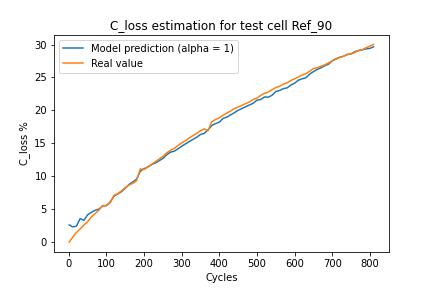 C_loss estimation for test cell Ref_90
Model prediction (alpha = 1)
Real value
C_loss %
30
25
20
15
10
5
0
0 100 200 300 400 500 600 700 800
Cycles